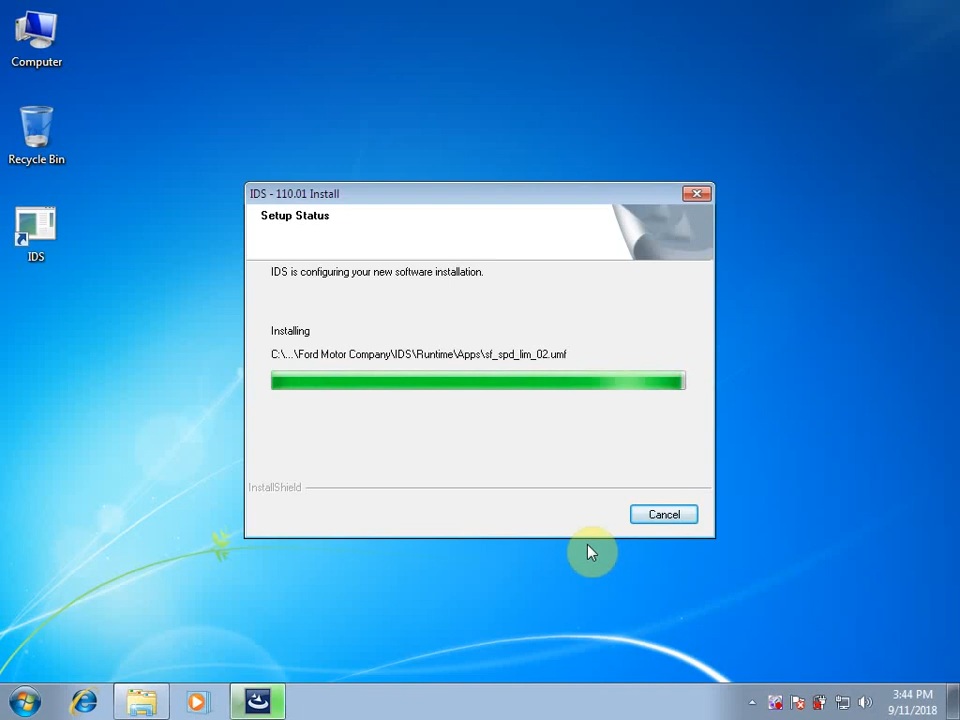 Computer
Recycle Bin
IDS
IDS - 110.01 Install
Setup Status
IDS is configuring your new software installation.
Installing
C:\...\Ford Motor Company\IDS\Runtime\Apps\sf_spd_lim_02.umf
InstallShield
Cancel
3:44 PM
9/11/2018